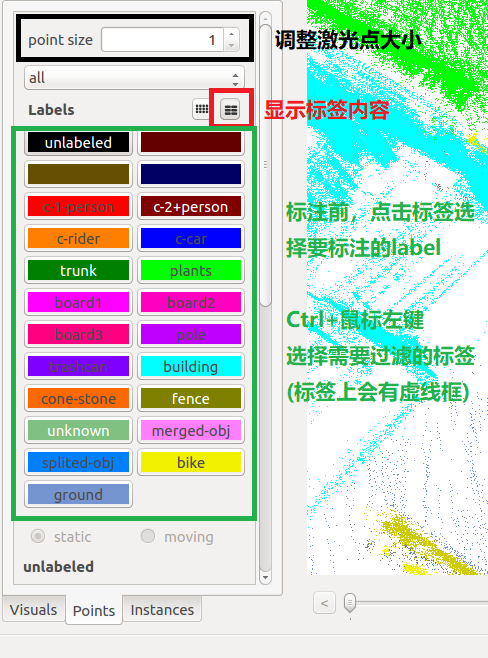 point size 1
调整激光点大小
all
Labels
显示标签内容
unlabeled
c-1 person c-2+person
c-rider c-car
trunk plants
board1 board2
board3 pole
trashcan building
cone-stone fence
unknown merged-obj
splited-obj bike
ground
标注前，点击标签选
择要标注的label
Ctrl+鼠标左键
选择需要过滤的标签
(标签上会有虚线框)
static moving
unlabeled
Visuals Points Instances
<